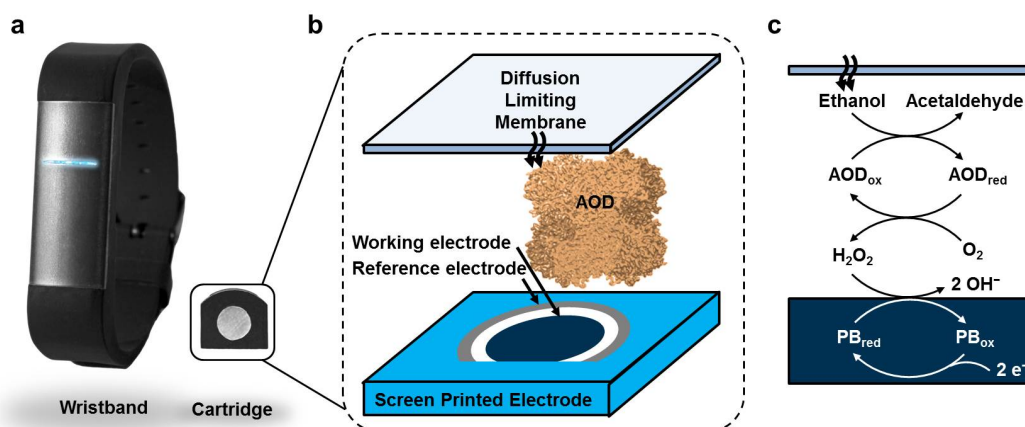 a
Wristband
Cartridge
b
Diffusion
Limiting
Membrane
AOD
Working electrode
Reference electrode
Screen Printed Electrode
c
Ethanol Acetaldehyde
AODox AODred
H₂O₂ O₂
2 OH⁻
PBred PBox
2 e⁻